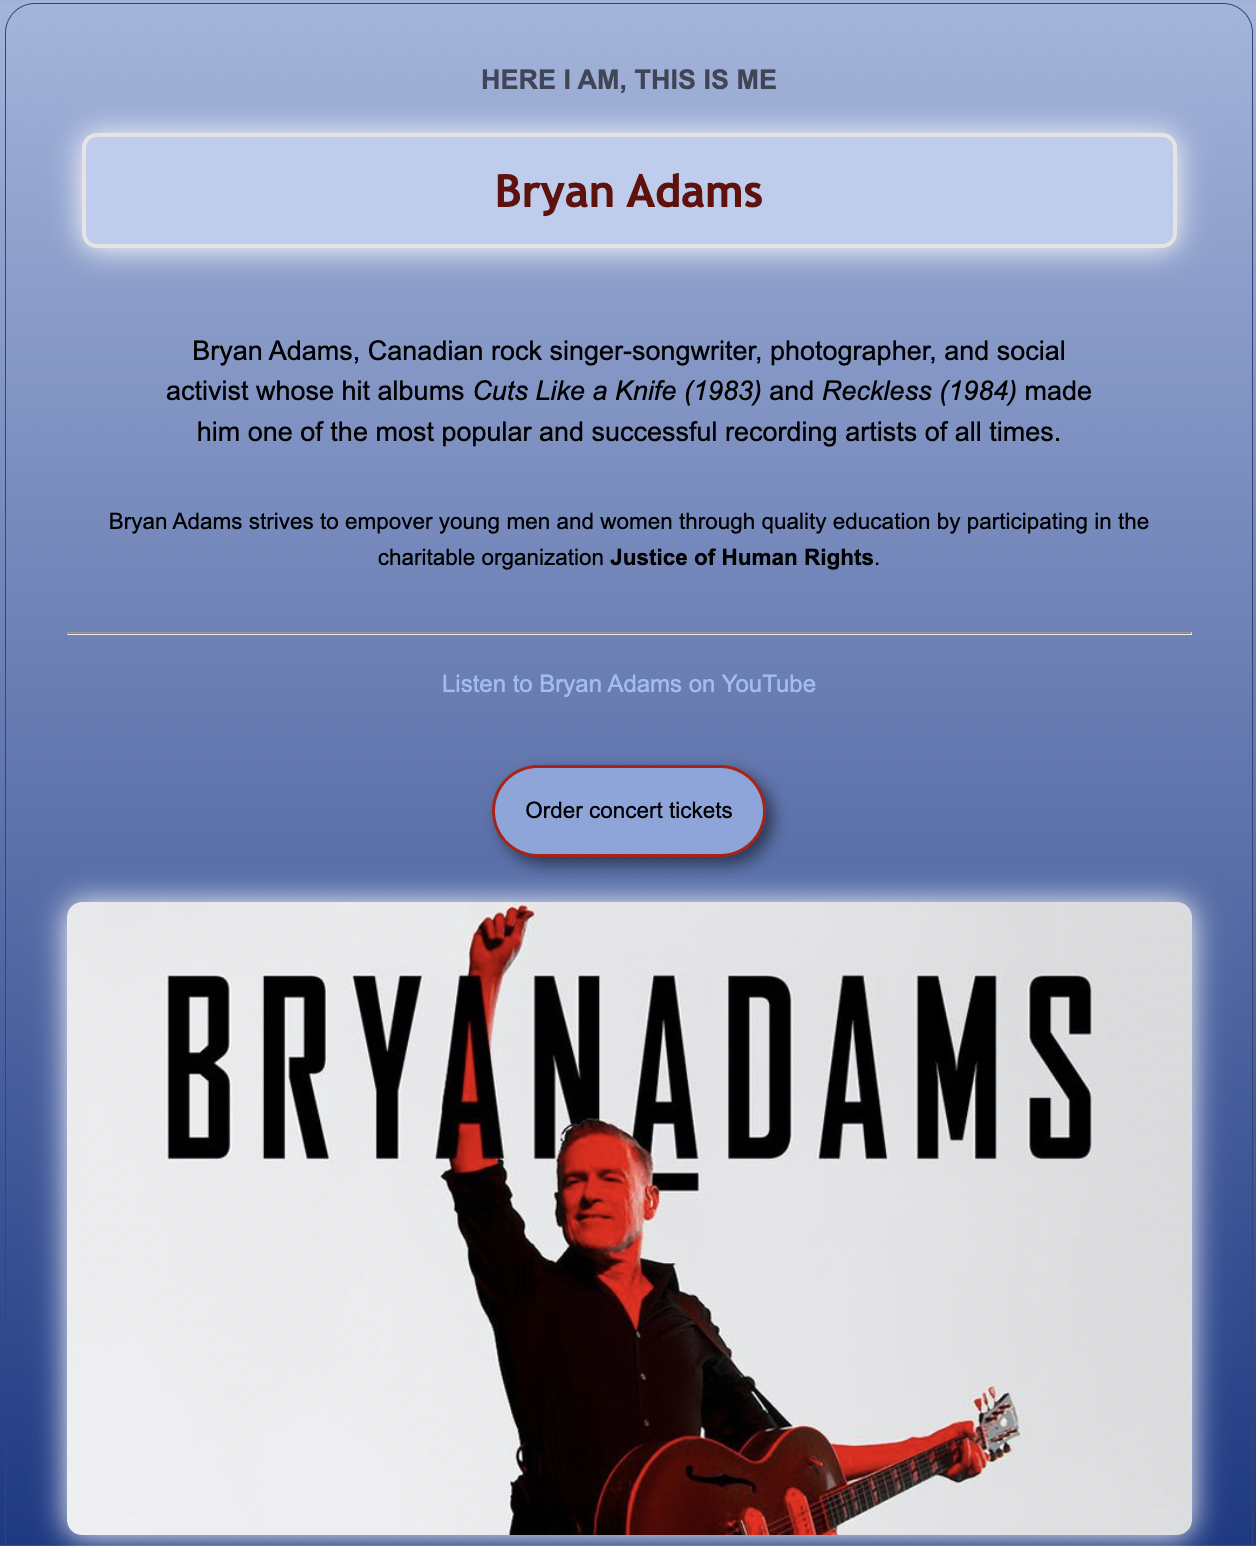 HERE I AM, THIS IS ME
Bryan Adams
Bryan Adams, Canadian rock singer-songwriter, photographer, and social
activist whose hit albums Cuts Like a Knife (1983) and Reckless (1984) made
him one of the most popular and successful recording artists of all times.
Bryan Adams strives to empover young men and women through quality education by participating in the
charitable organization Justice of Human Rights.
Listen to Bryan Adams on YouTube
Order concert tickets
BRYANADAMS